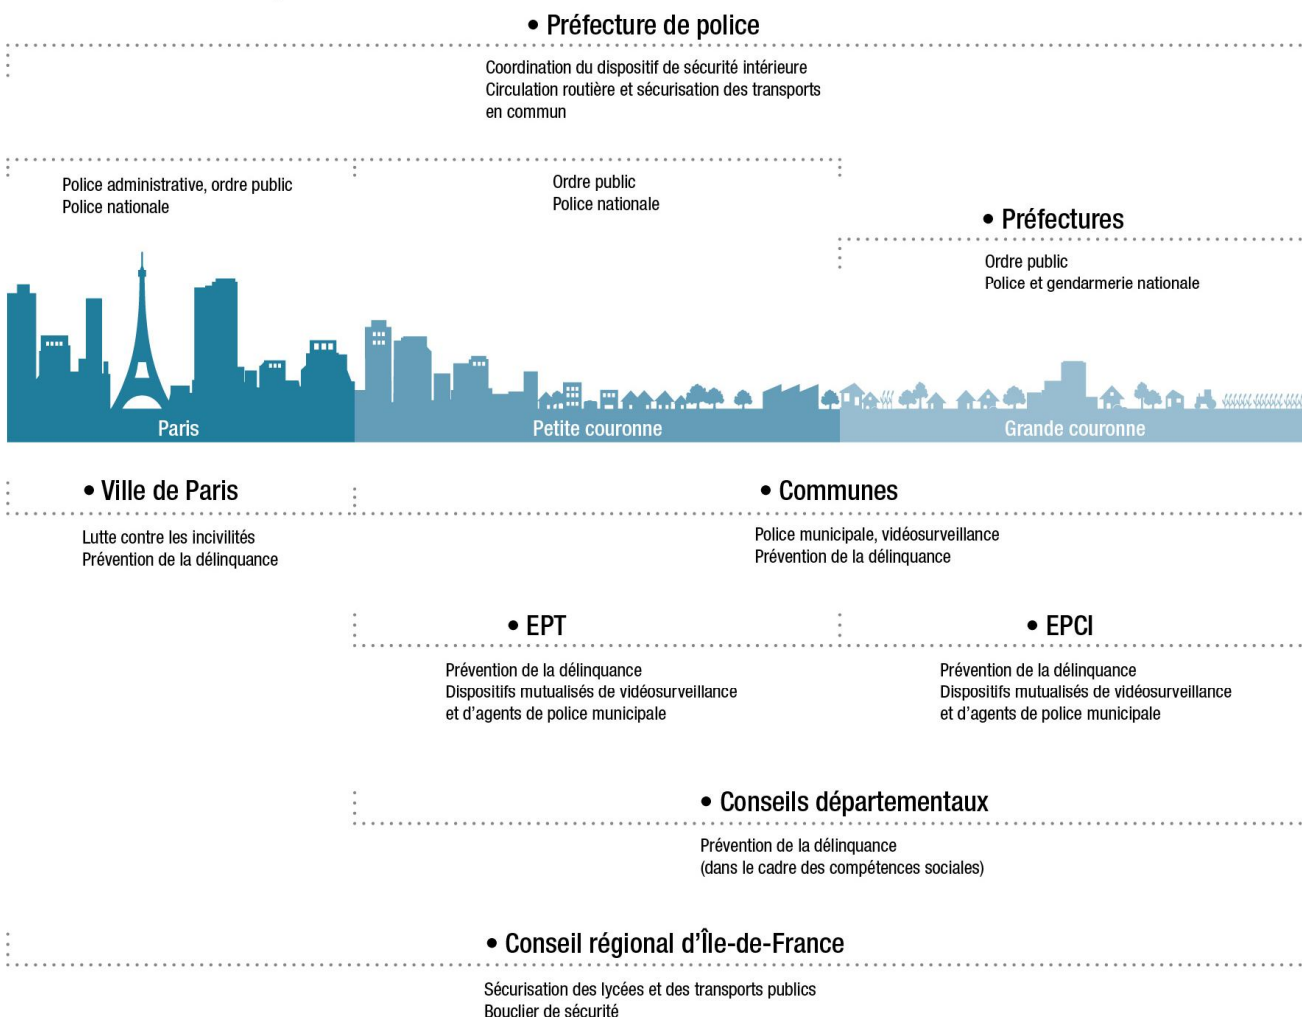 • Préfecture de police
Coordination du dispositif de sécurité intérieure
Circulation routière et sécurisation des transports
en commun
Police administrative, ordre public
Police nationale
Ordre public
Police nationale
• Préfectures
Ordre public
Police et gendarmerie nationale
Paris
Petite couronne
Grande couronne
• Ville de Paris
Lutte contre les incivilités
Prévention de la délinquance
• Communes
Police municipale, vidéosurveillance
Prévention de la délinquance
• EPT
Prévention de la délinquance
Dispositifs mutualisés de vidéosurveillance
et d'agents de police municipale
• EPCI
Prévention de la délinquance
Dispositifs mutualisés de vidéosurveillance
et d'agents de police municipale
• Conseils départementaux
Prévention de la délinquance
(dans le cadre des compétences sociales)
• Conseil régional d'Île-de-France
Sécurisation des lycées et des transports publics
Bouclier de sécurité